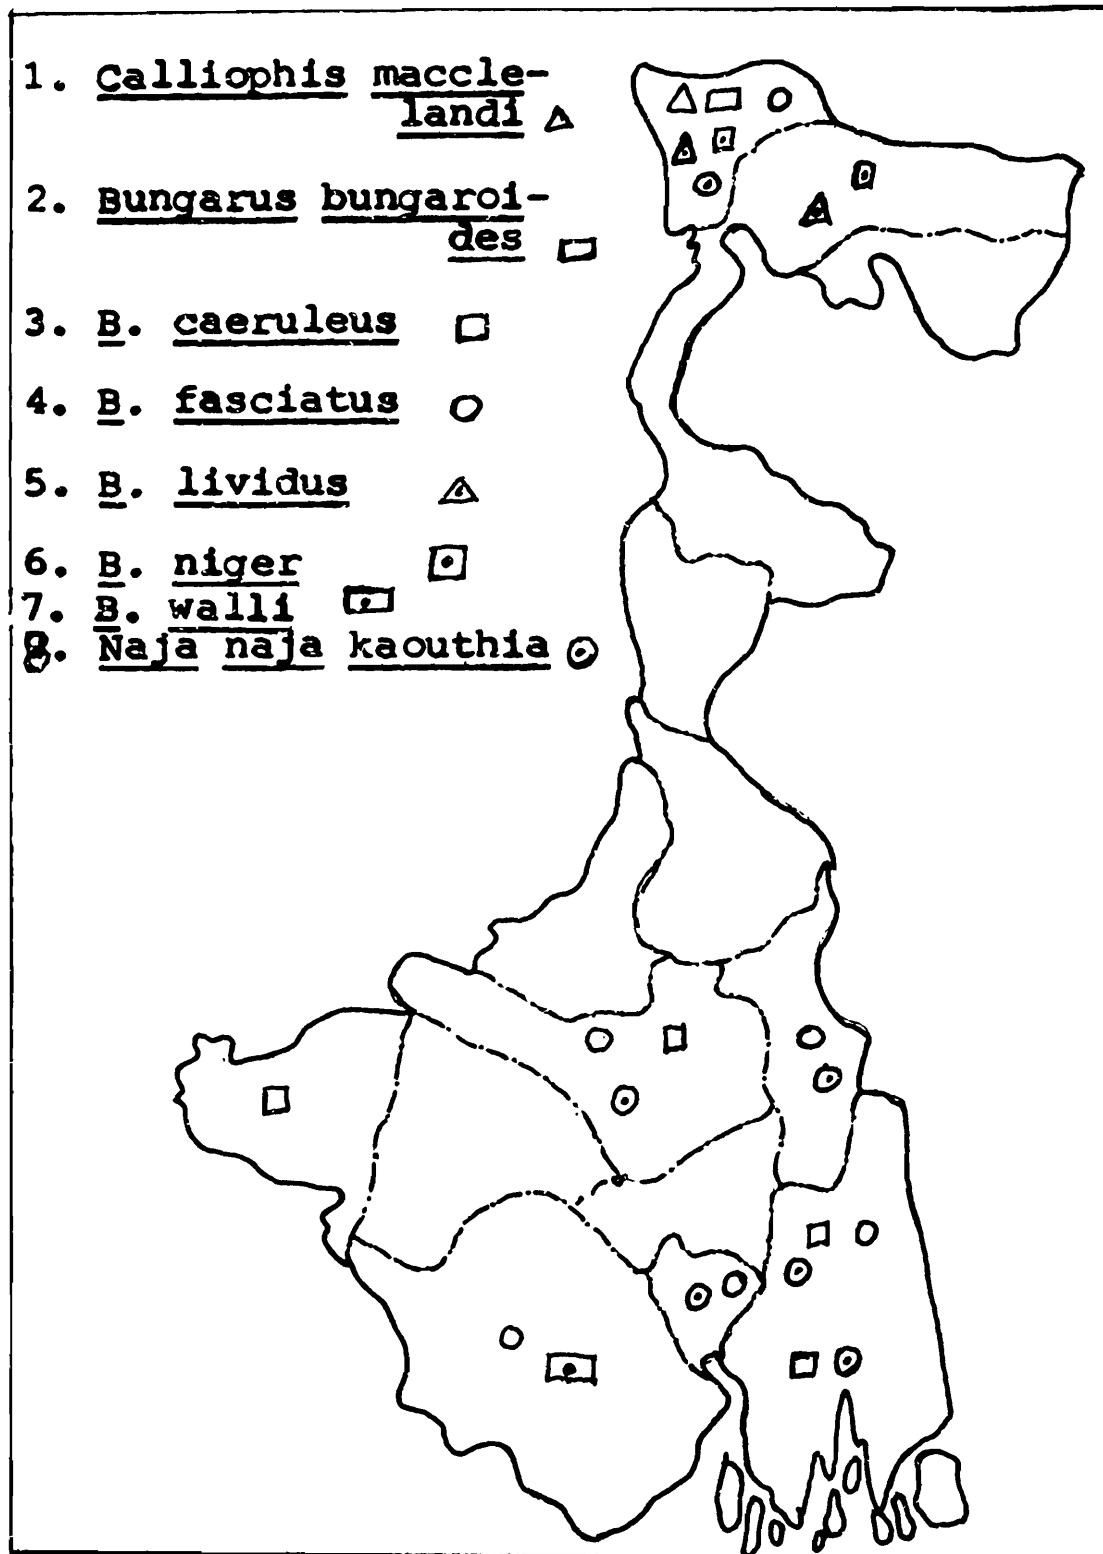 1. Calliophis maccle-
landi
2. Bungarus bungaroi-
des
3. B. caeruleus
4. B. fasciatus
5. B. lividus
6. B. niger
7. B. walli
8. Naja naja kaouthia